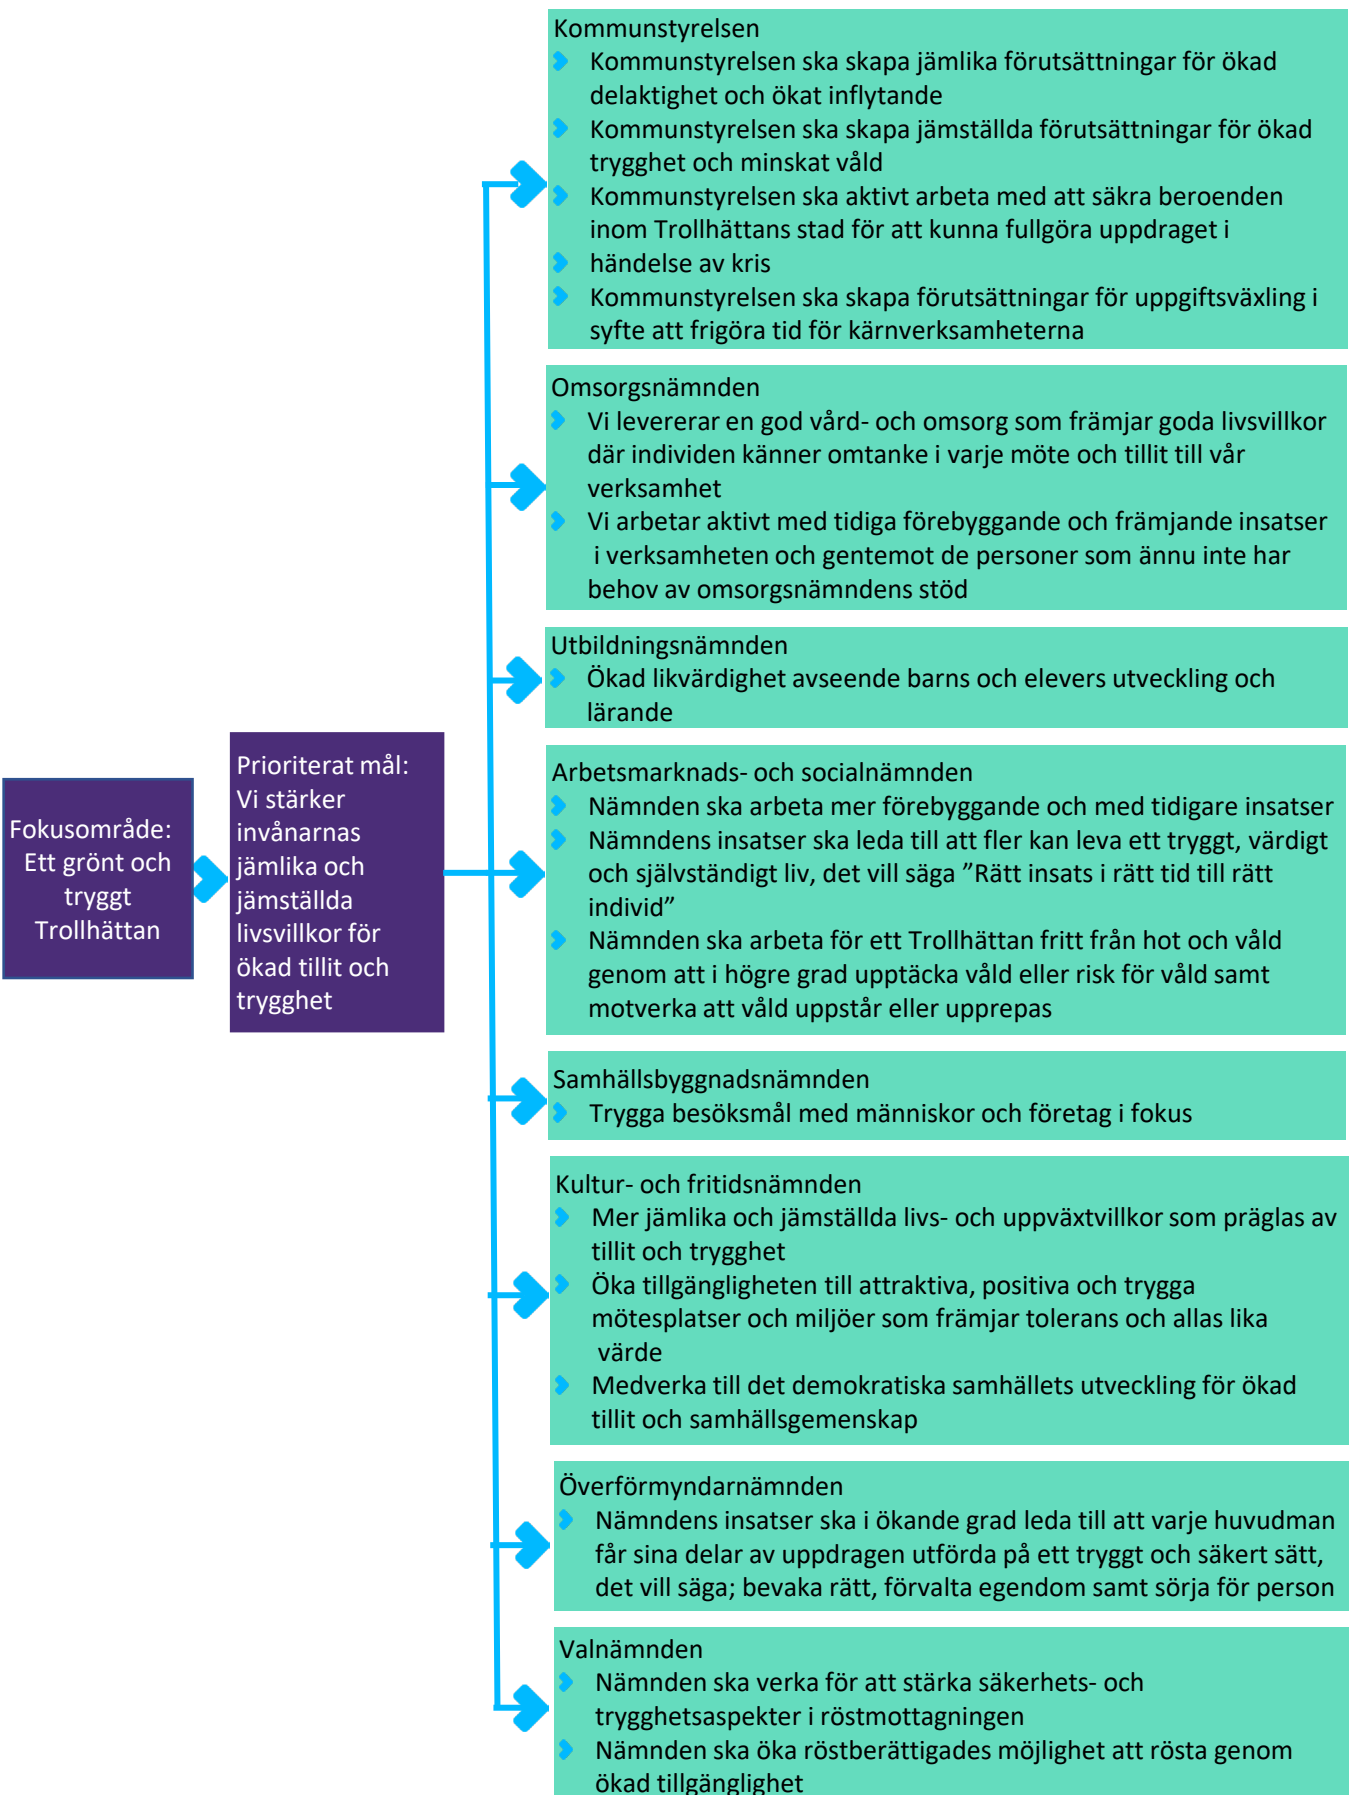 Fokusområde:
Ett grönt och
tryggt
Trollhättan
Prioriterat mål:
Vi stärker
invånarnas
jämlika och
jämställda
livsvillkor för
ökad tillit och
trygghet
Kommunstyrelsen
Kommunstyrelsen ska skapa jämlika förutsättningar för ökad
delaktighet och ökat inflytande
Kommunstyrelsen ska skapa jämställda förutsättningar för ökad
trygghet och minskat våld
Kommunstyrelsen ska aktivt arbeta med att säkra beroenden
inom Trollhättans stad för att kunna fullgöra uppdraget i
händelse av kris
Kommunstyrelsen ska skapa förutsättningar för uppgiftsväxling i
syfte att frigöra tid för kärnverksamheterna
Omsorgsnämnden
Vi levererar en god vård- och omsorg som främjar goda livsvillkor
där individen känner omtanke i varje möte och tillit till vår
verksamhet
Vi arbetar aktivt med tidiga förebyggande och främjande insatser
i verksamheten och gentemot de personer som ännu inte har
behov av omsorgsnämndens stöd
Utbildningsnämnden
Ökad likvärdighet avseende barns och elevers utveckling och
lärande
Arbetsmarknads- och socialnämnden
Nämnden ska arbeta mer förebyggande och med tidigare insatser
Nämndens insatser ska leda till att fler kan leva ett tryggt, värdigt
och självständigt liv, det vill säga ”Rätt insats i rätt tid till rätt
individ”
Nämnden ska arbeta för ett Trollhättan fritt från hot och våld
genom att i högre grad upptäcka våld eller risk för våld samt
motverka att våld uppstår eller upprepas
Samhällsbyggnadsnämnden
Trygga besöksmål med människor och företag i fokus
Kultur- och fritidsnämnden
Mer jämlika och jämställda livs- och uppväxtvillkor som präglas av
tillit och trygghet
Öka tillgängligheten till attraktiva, positiva och trygga
mötesplatser och miljöer som främjar tolerans och allas lika
värde
Medverka till det demokratiska samhällets utveckling för ökad
tillit och samhällsgemenskap
Överförmyndarnämnden
Nämndens insatser ska i ökande grad leda till att varje huvudman
får sina delar av uppdragen utförda på ett tryggt och säkert sätt,
det vill säga; bevaka rätt, förvalta egendom samt sörja för person
Valnämnden
Nämnden ska verka för att stärka säkerhets- och
trygghetsaspekter i röstmottagningen
Nämnden ska öka röstberättigades möjlighet att rösta genom
ökad tillgänglighet